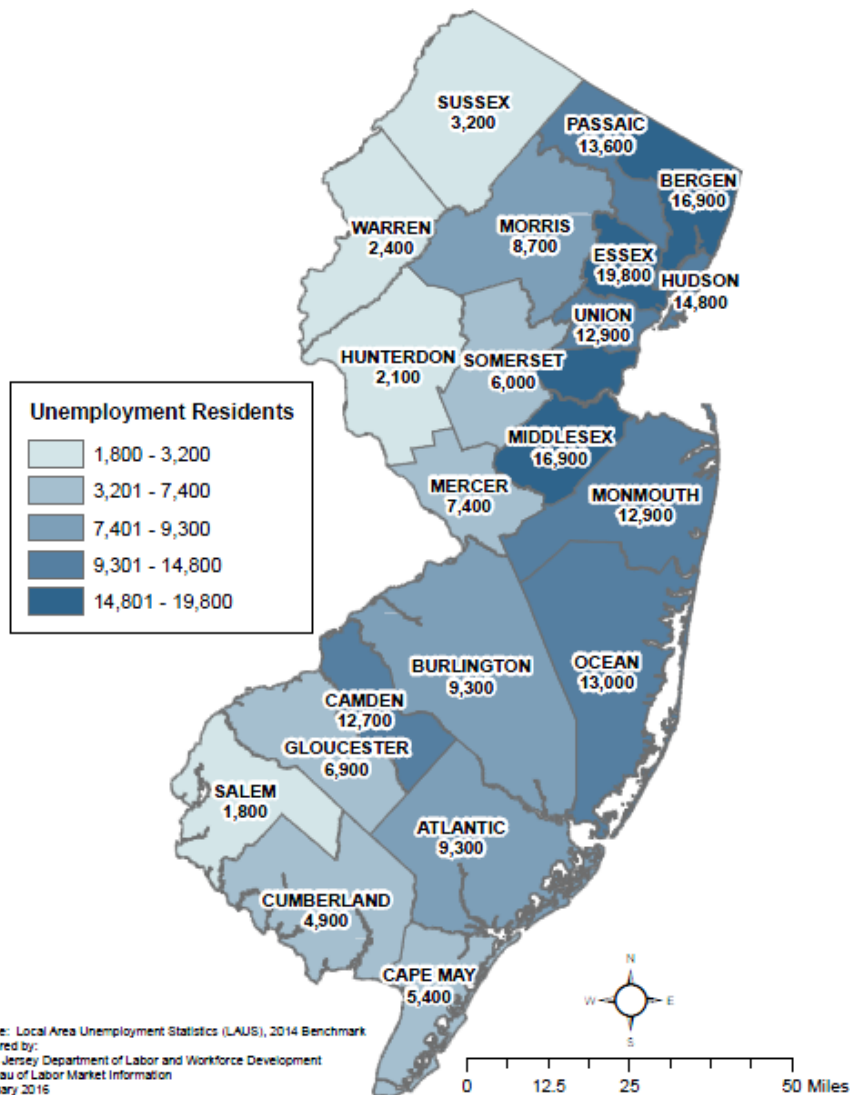 SUSSEX
3,200
PASSAIC
13,600
BERGEN
16,900
WARREN
2,400
MORRIS
8,700
ESSEX
19,800
HUDSON
14,800
UNION
12,900
HUNTERDON
2,100
SOMERSET
6,000
Unemployment Residents
1,800 - 3,200
3,201 - 7,400
7,401 - 9,300
9,301 - 14,800
14,801 - 19,800
MIDDLESEX
16,900
MERCER
7,400
MONMOUTH
12,900
BURLINGTON
9,300
OCEAN
13,000
CAMDEN
12,700
GLOUCESTER
6,900
SALEM
1,800
ATLANTIC
9,300
CUMBERLAND
4,900
CAPE MAY
5,400
N
W E
S
e: Local Area Unemployment Statistics (LAUS), 2014 Benchmark
red by:
Jersey Department of Labor and Workforce Development
au of Labor Market Information
ary 2016
0 12.5 25 50 Miles